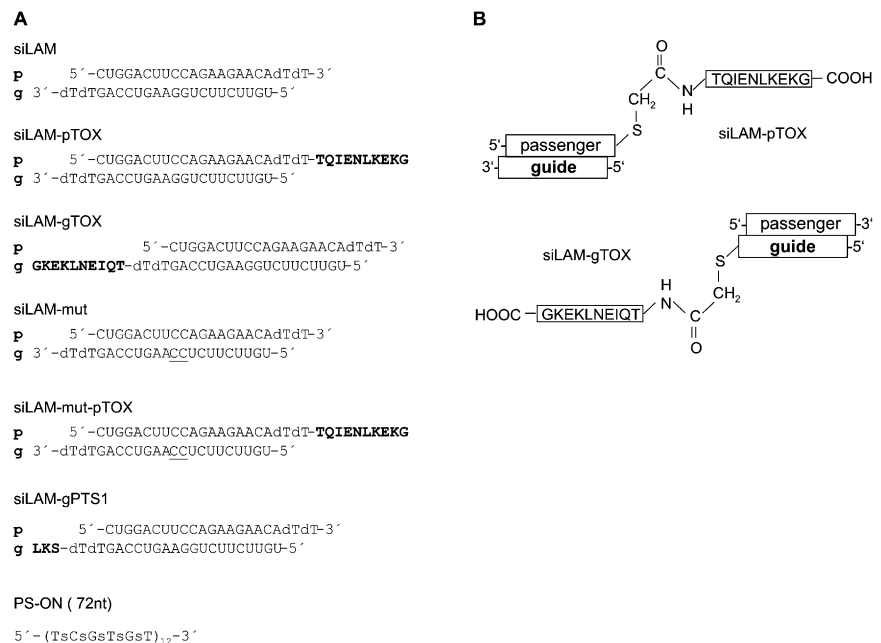 A
siLAM
p 5´-CUGGACUUCCAGAAGAACAdTdT-3´
g 3´-dTdTGACCUGAAGGUCUUCUUGU-5´
siLAM-pTOX
p 5´-CUGGACUUCCAGAAGAACAdTdT-TQIENLKEKG
g 3´-dTdTGACCUGAAGGUCUUCUUGU-5´
siLAM-gTOX
p 5´-CUGGACUUCCAGAAGAACAdTdT-3´
g GKEKLNEIQT-dTdTGACCUGAAGGUCUUCUUGU-5´
siLAM-mut
p 5´-CUGGACUUCCAGAAGAACAdTdT-3´
g 3´-dTdTGACCUGAACCUCUUCUUGU-5´
siLAM-mut-pTOX
p 5´-CUGGACUUCCAGAAGAACAdTdT-TQIENLKEKG
g 3´-dTdTGACCUGAACCUCUUCUUGU-5´
siLAM-gPTS1
p 5´-CUGGACUUCCAGAAGAACAdTdT-3´
g LKS-dTdTGACCUGAAGGUCUUCUUGU-5´
PS-ON ( 72nt)
5´-(TsCsGsTsGsT)12-3´
B
O
C
CH2
N
H
TQIENLKEKG
COOH
S
siLAM-pTOX
5‘ passenger
3‘ guide 5‘
5‘ passenger 3‘
guide 5‘
siLAM-gTOX
S
H
N
CH2
HOOC GKEKLNEIQT
C
O